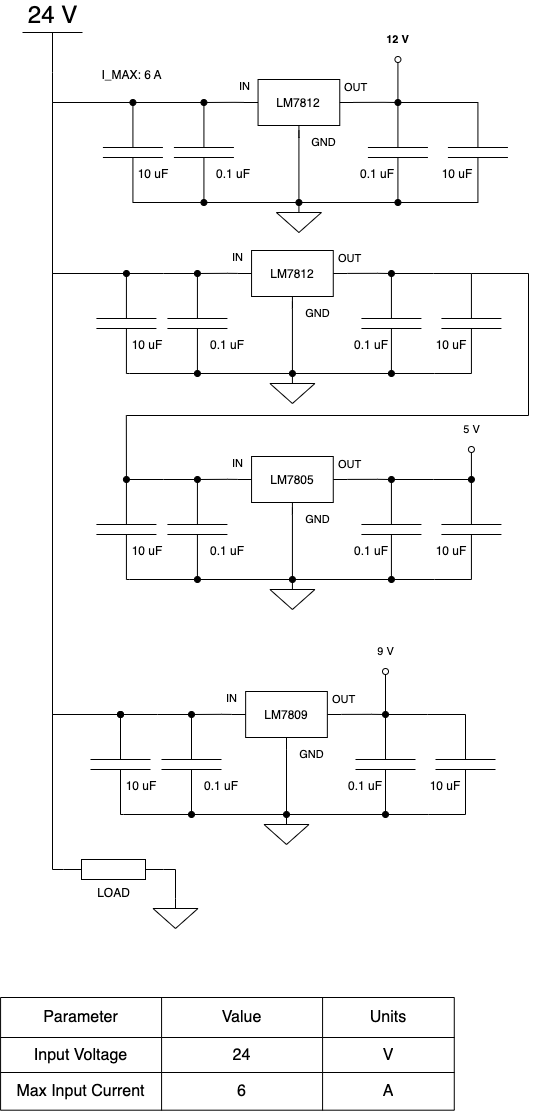 24 V
12 V
I_MAX: 6 A
IN
LM7812
OUT
GND
10 uF
0.1 uF
0.1 uF
10 uF
IN
LM7812
OUT
GND
10 uF
0.1 uF
0.1 uF
10 uF
5 V
IN
LM7805
OUT
GND
10 uF
0.1 uF
0.1 uF
10 uF
9 V
IN
LM7809
OUT
GND
10 uF
0.1 uF
0.1 uF
10 uF
LOAD
Parameter Value Units
Input Voltage 24 V
Max Input Current 6 A